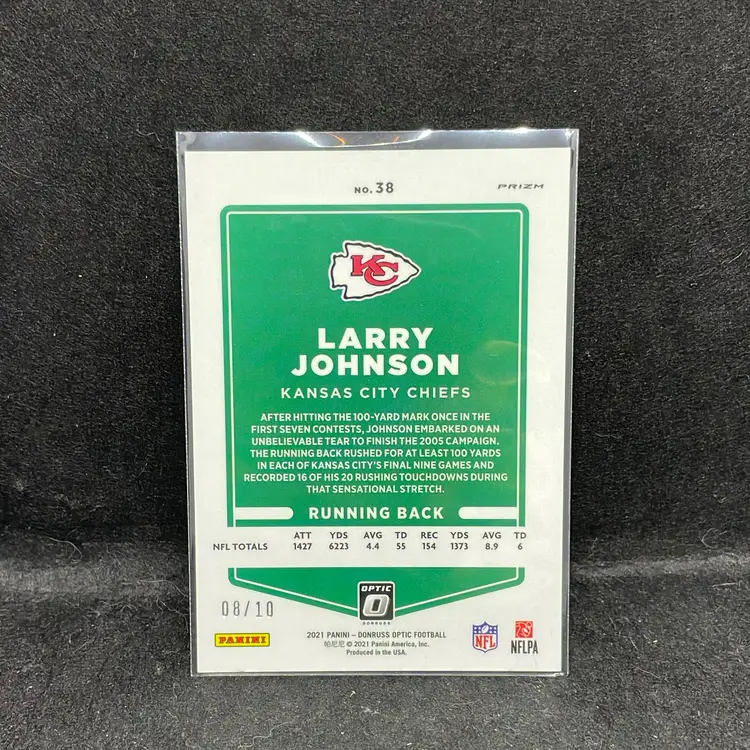 NO. 38
PRIZM
KC
LARRY
JOHNSON
KANSAS CITY CHIEFS
AFTER HITTING THE 100-YARD MARK ONCE IN THE
FIRST SEVEN CONTESTS, JOHNSON EMBARKED ON AN
UNBELIEVABLE TEAR TO FINISH THE 2005 CAMPAIGN.
THE RUNNING BACK RUSHED FOR AT LEAST 100 YARDS
IN EACH OF KANSAS CITY'S FINAL NINE GAMES AND
RECORDED 16 OF HIS 20 RUSHING TOUCHDOWNS DURING
THAT SENSATIONAL STRETCH.
RUNNING BACK
ATT YDS AVG TD REC YDS AVG TD
NFL TOTALS 1427 6223 4.4 55 154 1373 8.9 6
OPTIC
DONRUSS
08/10
PANINI
2021 PANINI – DONRUSS OPTIC FOOTBALL
帕尼尼 © 2021 Panini America, Inc.
Produced in the USA.
NFL
NFLPA